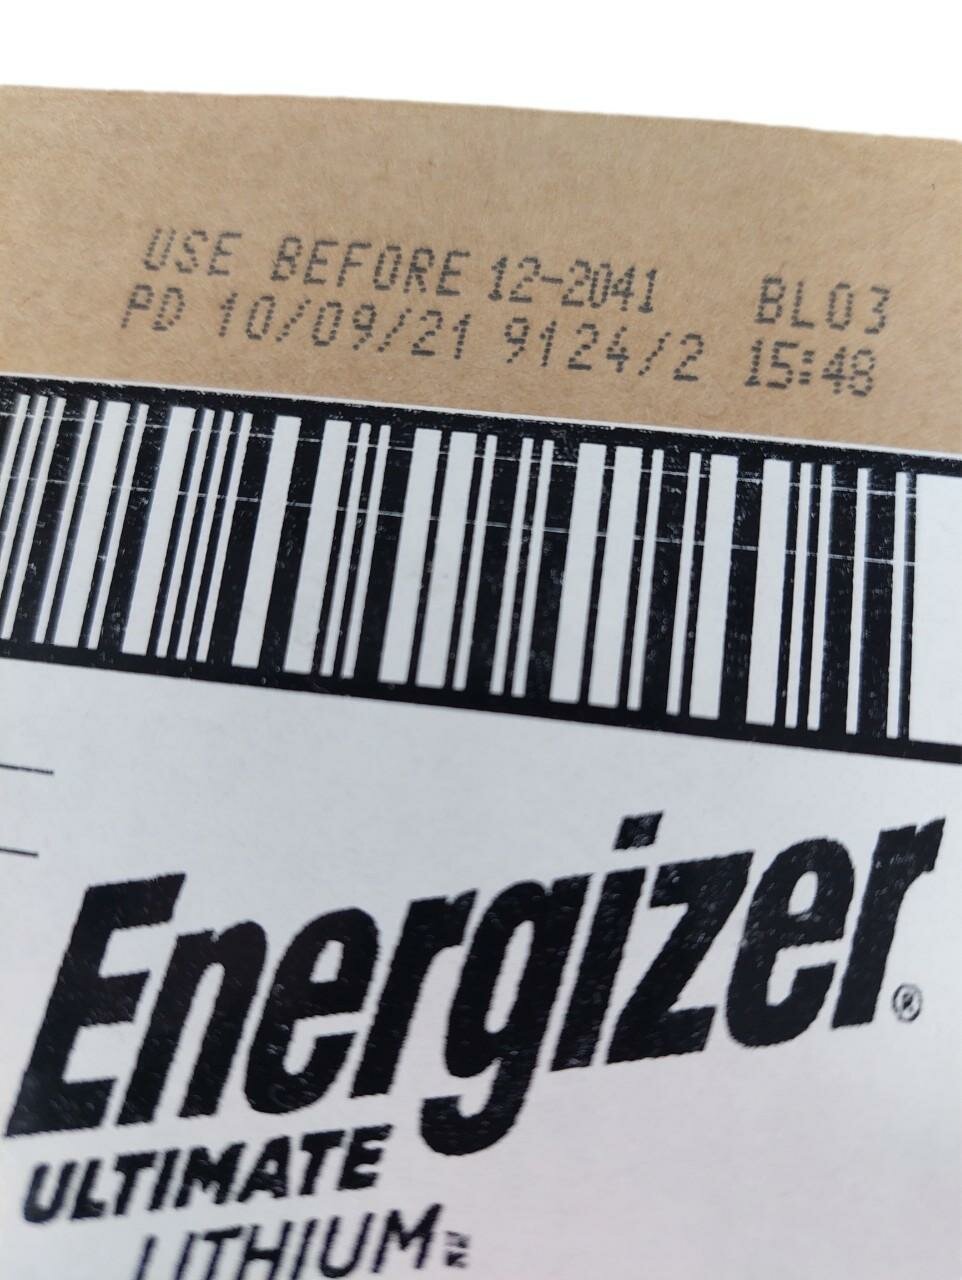 USE BEFORE 12-2041 BL03
PD 10/09/21 9124/2 15:48
Energizer®
ULTIMATE
LITHIUM